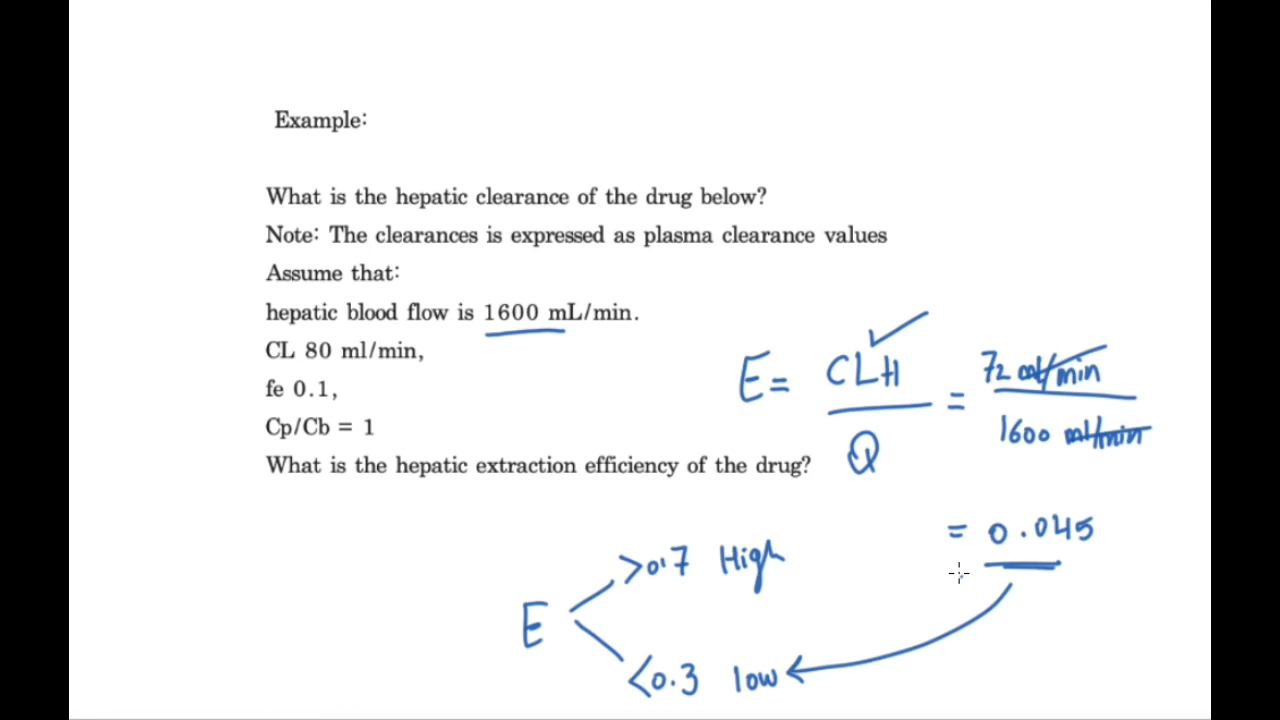 Example:
What is the hepatic clearance of the drug below?
Note: The clearances is expressed as plasma clearance values
Assume that:
hepatic blood flow is 1600 mL/min.
CL 80 ml/min,
fe 0.1,
Cp/Cb = 1
What is the hepatic extraction efficiency of the drug?
E = CLH / Q = 72 ml/min / 1600 ml/min
= 0.045
E
>0.7 High
<0.3 low